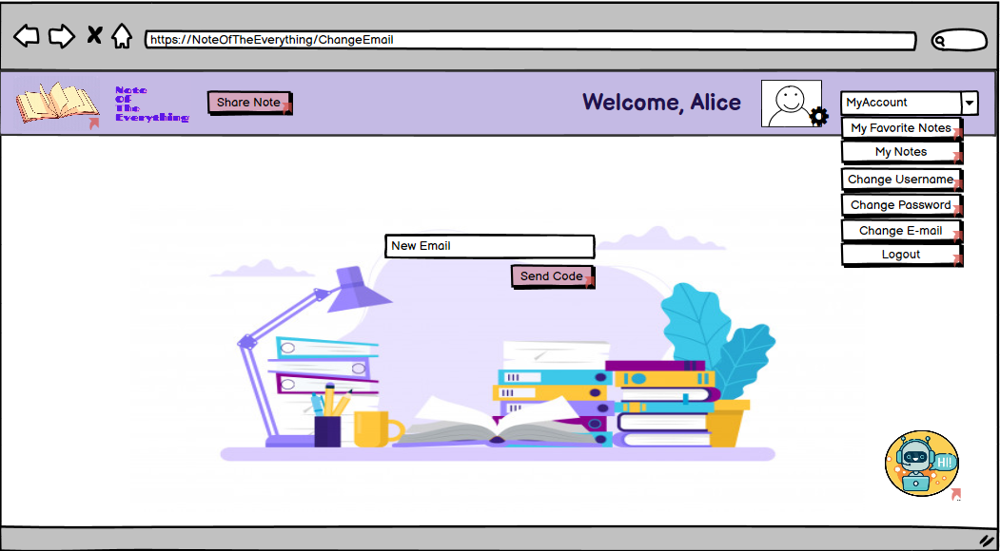 https://NoteOfTheEverything/ChangeEmail
Note
Of
The
Everything
Share Note
Welcome, Alice
MyAccount
My Favorite Notes
My Notes
Change Username
Change Password
Change E-mail
Logout
New Email
Send Code
HI!